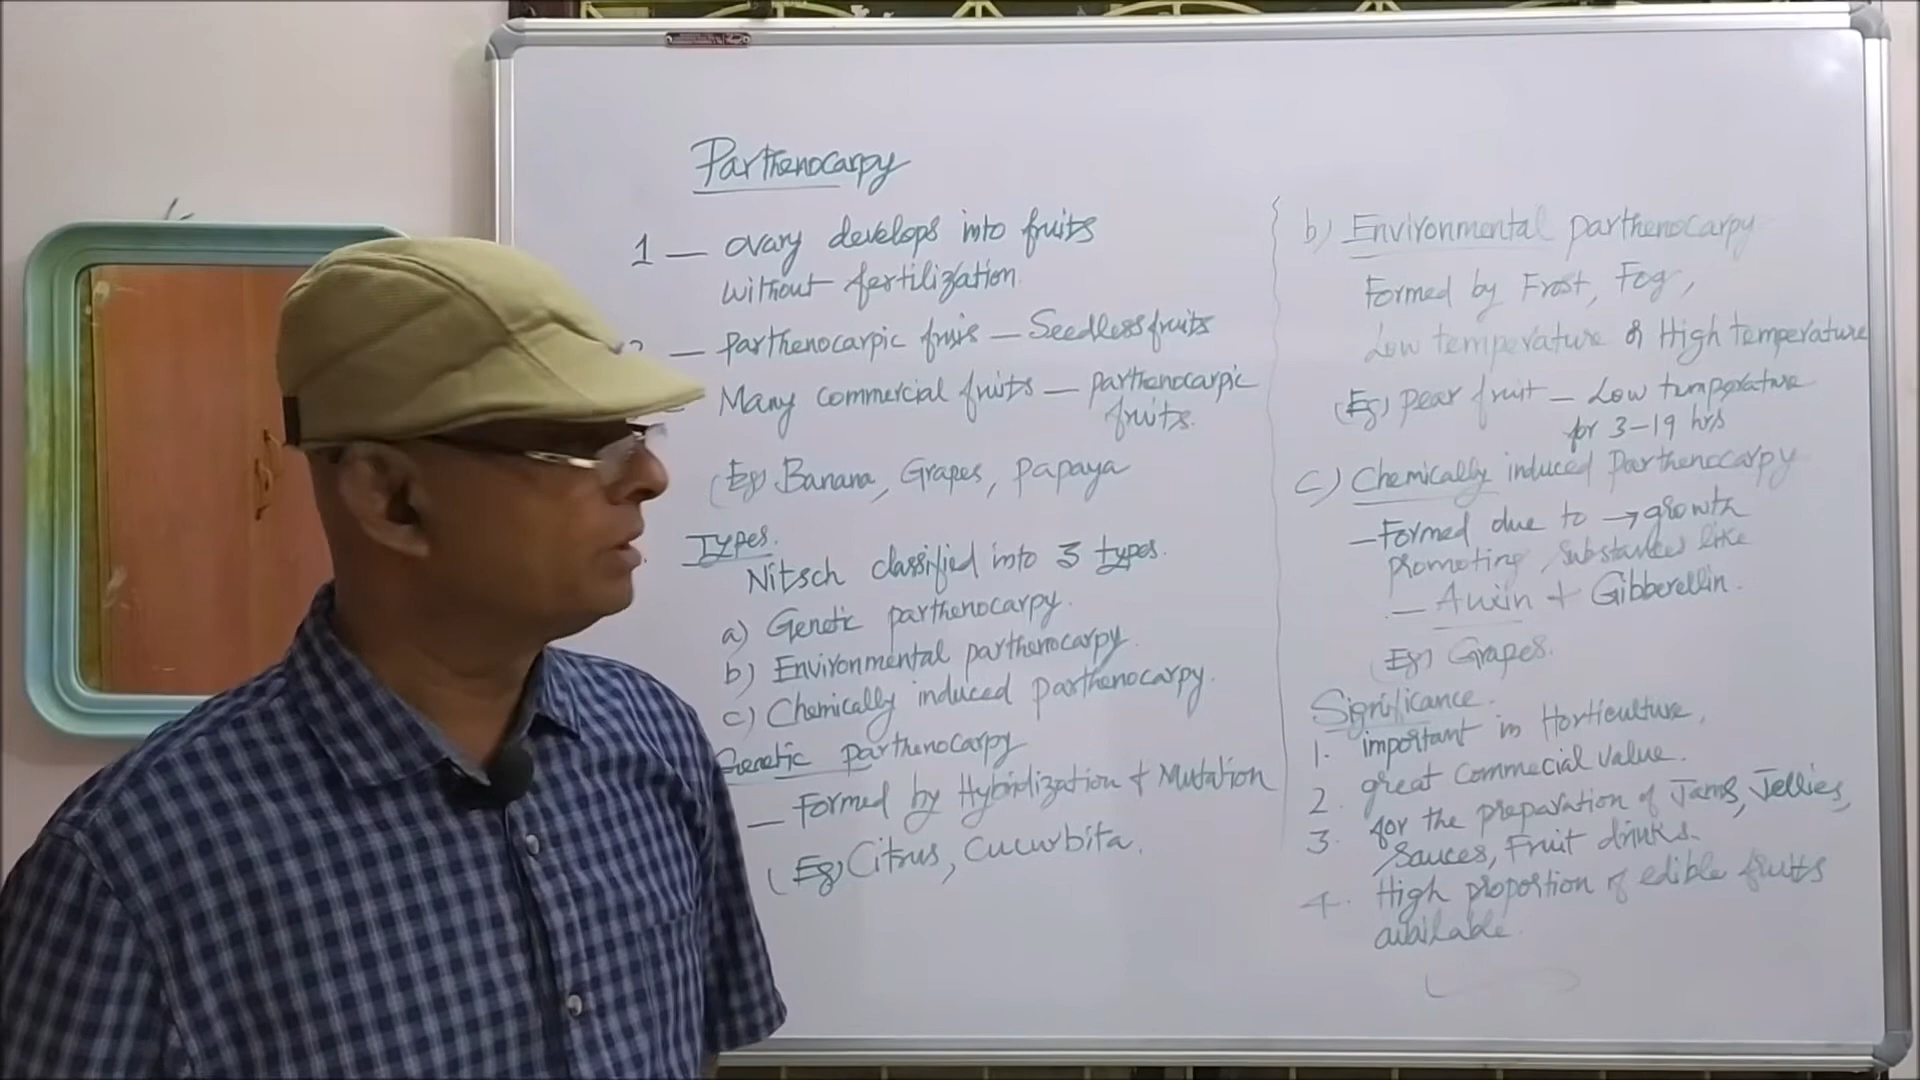 Parthenocarpy
1 — ovary develops into fruits
without fertilization.
— Parthenocarpic fruis — Seedless fruits
Many commercial fruits — parthenocarpic
fruits.
(Eg) Banana, Grapes, Papaya
Types.
Nitsch classified into 3 types.
a) Genetic parthenocarpy.
b) Environmental parthenocarpy.
c) Chemically induced parthenocarpy.
Genetic Parthenocarpy
— Formed by Hybridization & Mutation
(Eg) Citrus, Cucurbita.
b) Environmental parthenocarpy
Formed by Frost, Fog,
Low temperature or High temperature
(Eg) pear fruit — Low temperature
for 3-19 hrs
c) Chemically induced Parthenocarpy
— Formed due to → growth
promoting substances like
— Auxin & Gibberellin.
(Eg) Grapes.
Significance.
1. important in Horticulture.
2. great Commecial value.
3. for the preparation of Jams, Jellies,
Sauces, Fruit drinks.
4. High proportion of edible fruits
available.